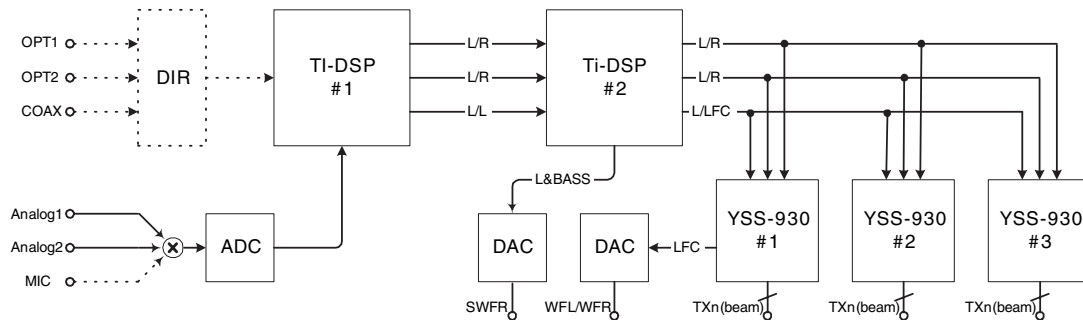 OPT1
OPT2
COAX
DIR
TI-DSP
#1
L/R
L/R
L/L
Ti-DSP
#2
L/R
L/R
L/LFC
L&BASS
Analog1
Analog2
MIC
ADC
DAC
DAC
LFC
YSS-930
#1
YSS-930
#2
YSS-930
#3
SWFR
WFL/WFR
TXn(beam)
TXn(beam)
TXn(beam)